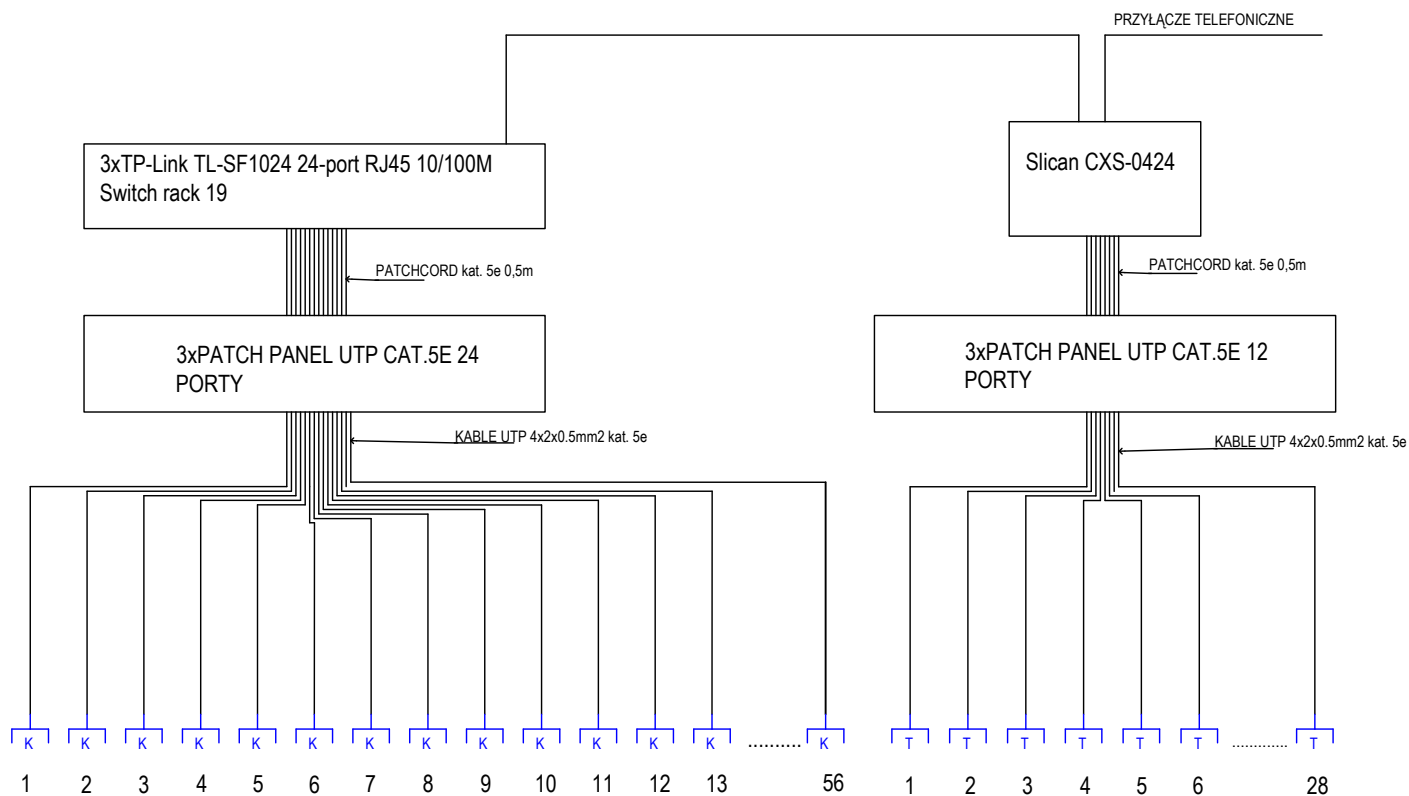 PRZYŁĄCZE TELEFONICZNE
3xTP-Link TL-SF1024 24-port RJ45 10/100M
Switch rack 19
Slican CXS-0424
PATCHCORD kat. 5e 0,5m
PATCHCORD kat. 5e 0,5m
3xPATCH PANEL UTP CAT.5E 24
PORTY
3xPATCH PANEL UTP CAT.5E 12
PORTY
KABLE UTP 4x2x0.5mm2 kat. 5e
KABLE UTP 4x2x0.5mm2 kat. 5e
K K K K K K K K K K K K K .......... K
T T T T T T ............. T
1 2 3 4 5 6 7 8 9 10 11 12 13 56
1 2 3 4 5 6 28